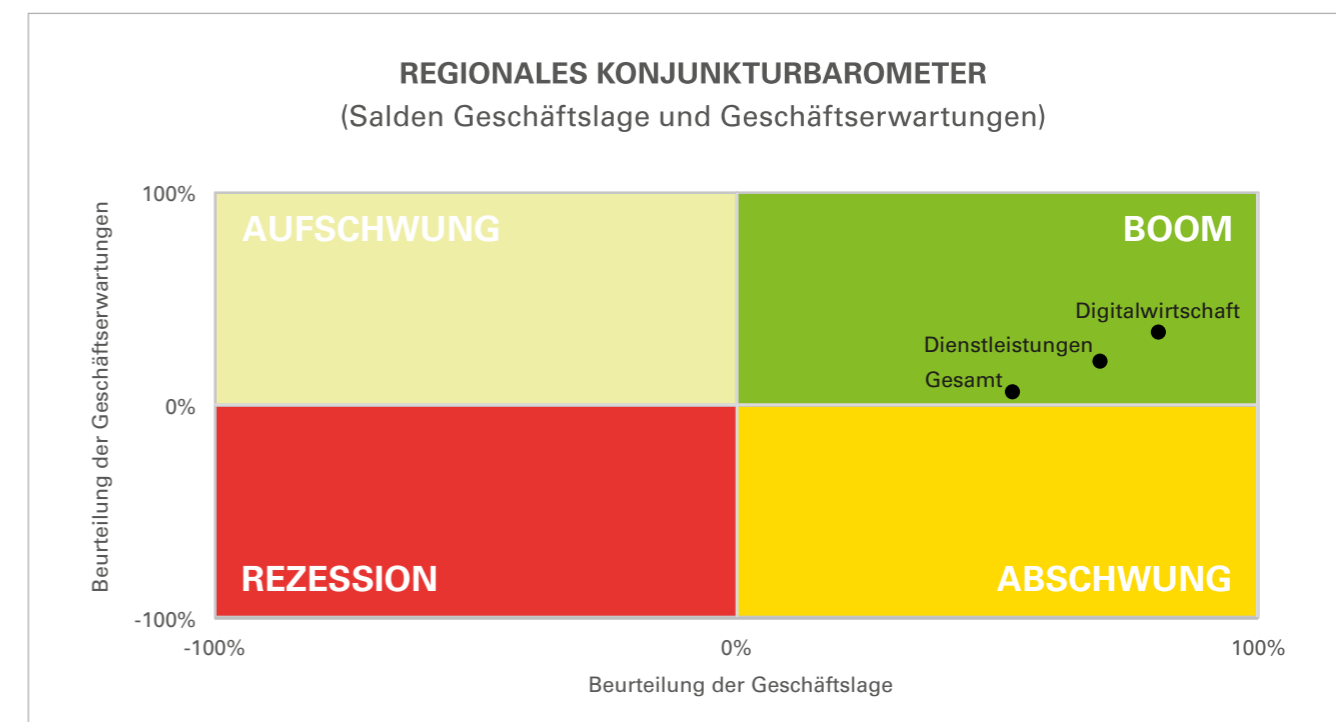 REGIONALES KONJUNKTURBAROMETER
(Salden Geschäftslage und Geschäftserwartungen)
Beurteilung der Geschäftserwartungen
100%
0%
-100%
AUFSCHWUNG
BOOM
Digitalwirtschaft
Dienstleistungen
Gesamt
REZESSION
ABSCHWUNG
-100%
0%
100%
Beurteilung der Geschäftslage